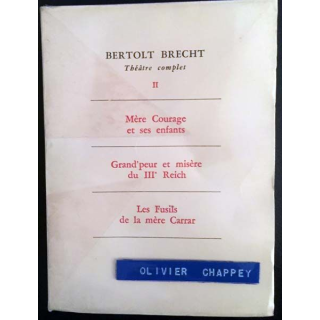 BERTOLT BRECHT
Théâtre complet
II
Mère Courage
et ses enfants
Grand'peur et misère
du IIIᵉ Reich
Les Fusils
de la mère Carrar
OLIVIER CHAPPEY